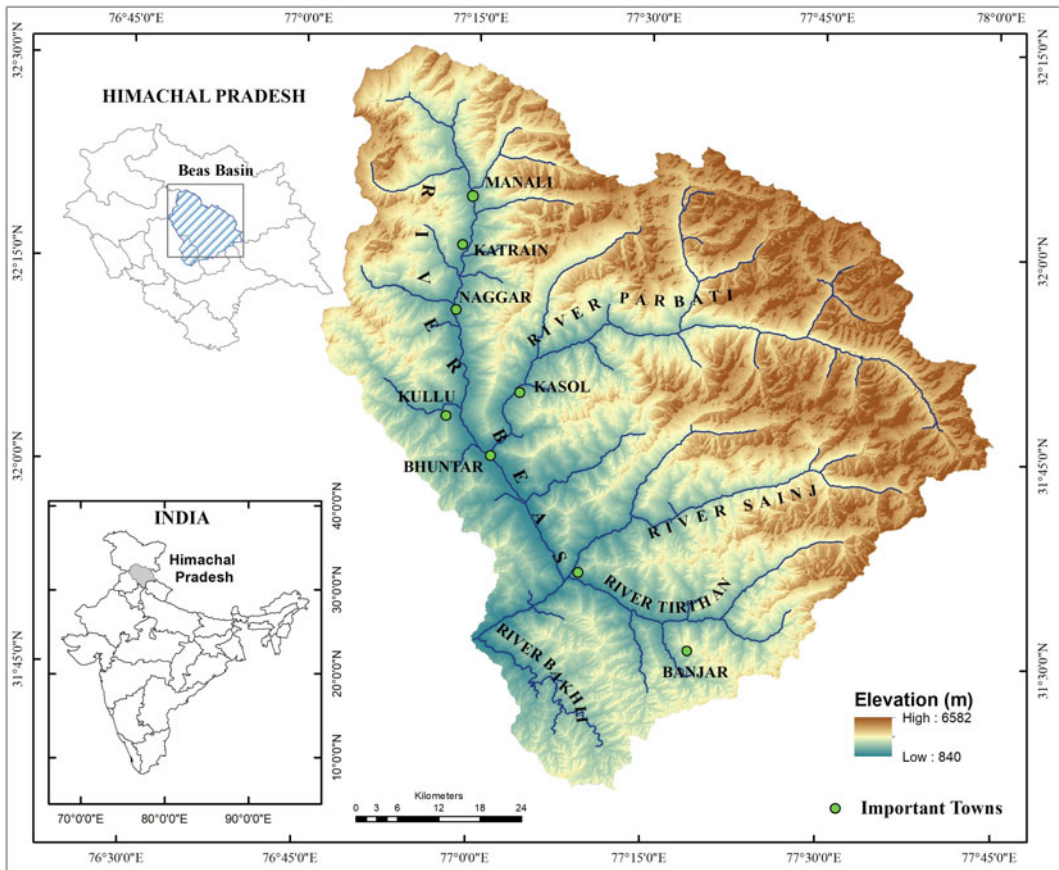 76°45'0"E 77°0'0"E 77°15'0"E 77°30'0"E 77°45'0"E 78°0'0"E
32°30'0"N
32°15'0"N
32°0'0"N
31°45'0"N
32°15'0"N
32°0'0"N
31°45'0"N
31°30'0"N
HIMACHAL PRADESH
Beas Basin
MANALI
KATRAIN
NAGGAR
RIVER BEAS
RIVER PARBATI
KASOL
KULLU
BHUNTAR
RIVER SAINJ
RIVER TIRTHAN
BANJAR
RIVER BAKHLI
INDIA
Himachal
Pradesh
40°0'0"N
30°0'0"N
20°0'0"N
10°0'0"N
70°0'0"E 80°0'0"E 90°0'0"E
Elevation (m)
High : 6582
Low : 840
Kilometers
0 3 6 12 18 24
Important Towns
76°30'0"E 76°45'0"E 77°0'0"E 77°15'0"E 77°30'0"E 77°45'0"E